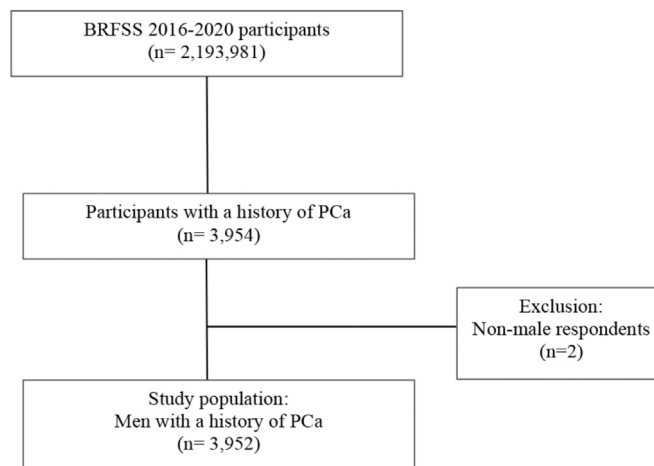 BRFSS 2016-2020 participants
(n= 2,193,981)
Participants with a history of PCa
(n= 3,954)
Exclusion:
Non-male respondents
(n=2)
Study population:
Men with a history of PCa
(n= 3,952)